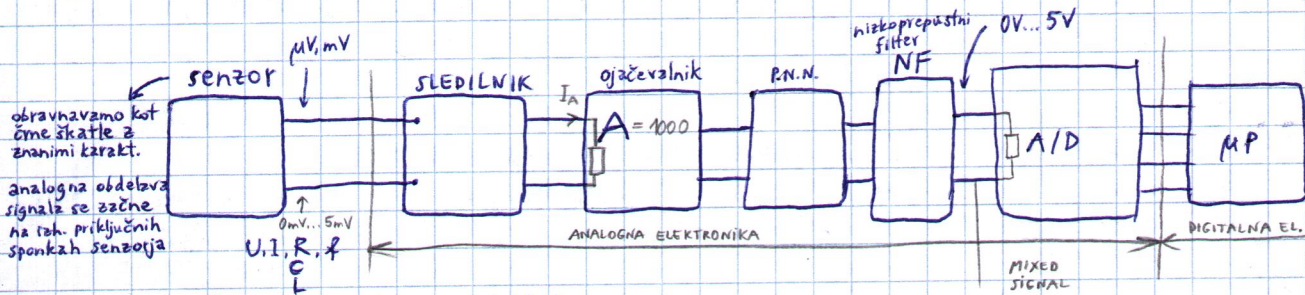 senzor
obravnavamo kot
črne škatle z
znanimi karakt.
analogna obdelava
signala se začne
na izh. priključnih
sponkah senzorja
μV, mV
0mV... 5mV
U, I, R, f
C
L
SLEDILNIK
I_A
ojačevalnik
A = 1000
P.N.N.
nizkoprepustni
filter
NF
0V... 5V
A/D
μP
ANALOGNA ELEKTRONIKA
MIXED
SIGNAL
DIGITALNA EL.